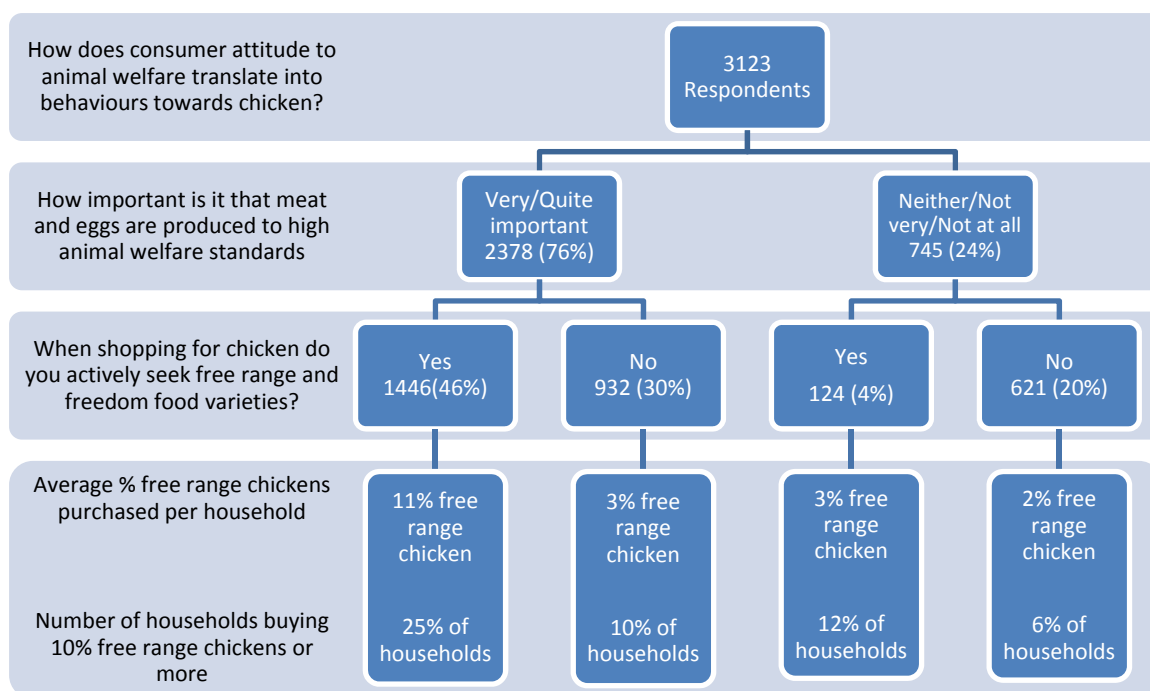 How does consumer attitude to
animal welfare translate into
behaviours towards chicken?
3123
Respondents
How important is it that meat
and eggs are produced to high
animal welfare standards
Very/Quite
important
2378 (76%)
Neither/Not
very/Not at all
745 (24%)
When shopping for chicken do
you actively seek free range and
freedom food varieties?
Yes
1446(46%)
No
932 (30%)
Yes
124 (4%)
No
621 (20%)
Average % free range chickens
purchased per household
11% free
range
chicken
3% free
range
chicken
3% free
range
chicken
2% free
range
chicken
Number of households buying
10% free range chickens or
more
25% of
households
10% of
households
12% of
households
6% of
households